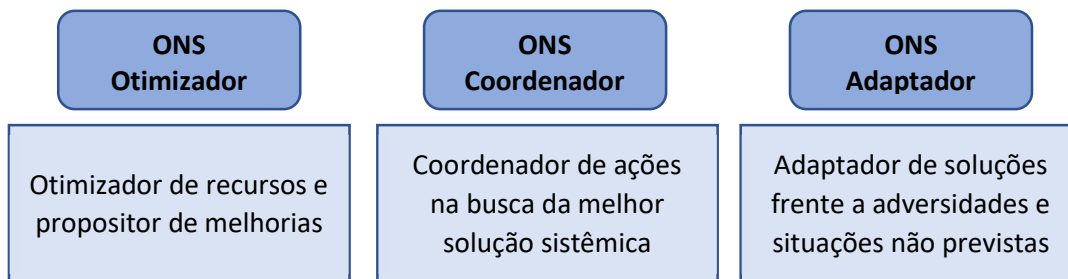 ONS
Otimizador
Otimizador de recursos e
propositor de melhorias
ONS
Coordenador
Coordenador de ações
na busca da melhor
solução sistêmica
ONS
Adaptador
Adaptador de soluções
frente a adversidades e
situações não previstas